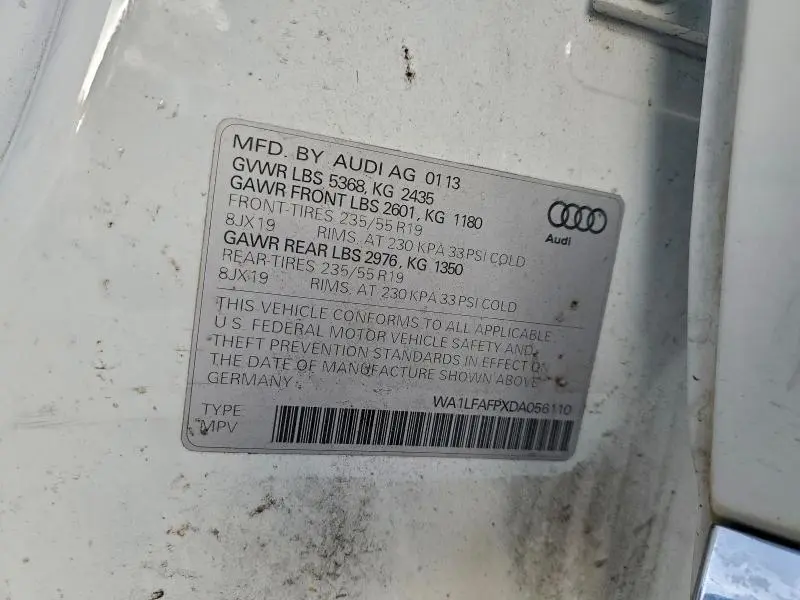 MFD. BY AUDI AG 01 13
GVWR LBS 5368, KG 2435
GAWR FRONT LBS 2601, KG 1180
FRONT-TIRES 235/55 R19
8JX19 RIMS. AT 230 KPA 33 PSI COLD
GAWR REAR LBS 2976, KG 1350
REAR-TIRES 235/55 R19
8JX19 RIMS. AT 230 KPA 33 PSI COLD
Audi
THIS VEHICLE CONFORMS TO ALL APPLICABLE
U.S. FEDERAL MOTOR VEHICLE SAFETY AND
THEFT PREVENTION STANDARDS IN EFFECT ON
THE DATE OF MANUFACTURE SHOWN ABOVE
GERMANY
WA1LFAFPXDA056110
TYPE
MPV